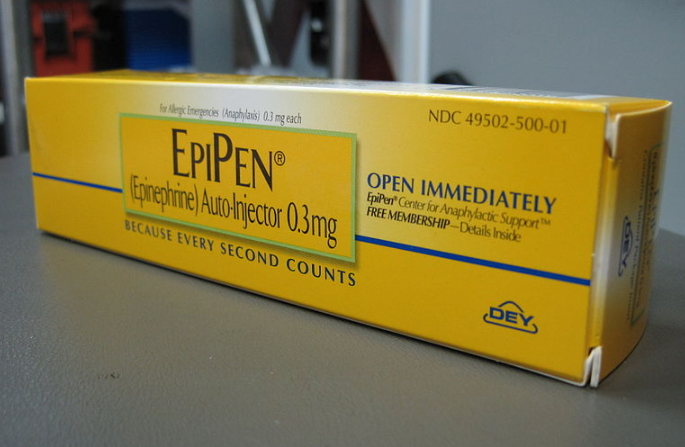 For Allergic Emergencies (Anaphylaxis) 0.3 mg each
NDC 49502-500-01
EPIPEN®
(Epinephrine) Auto-Injector 0.3mg
BECAUSE EVERY SECOND COUNTS
OPEN IMMEDIATELY
EpiPen® Center for Anaphylactic Support™
FREE MEMBERSHIP—Details Inside
DEY
DEY